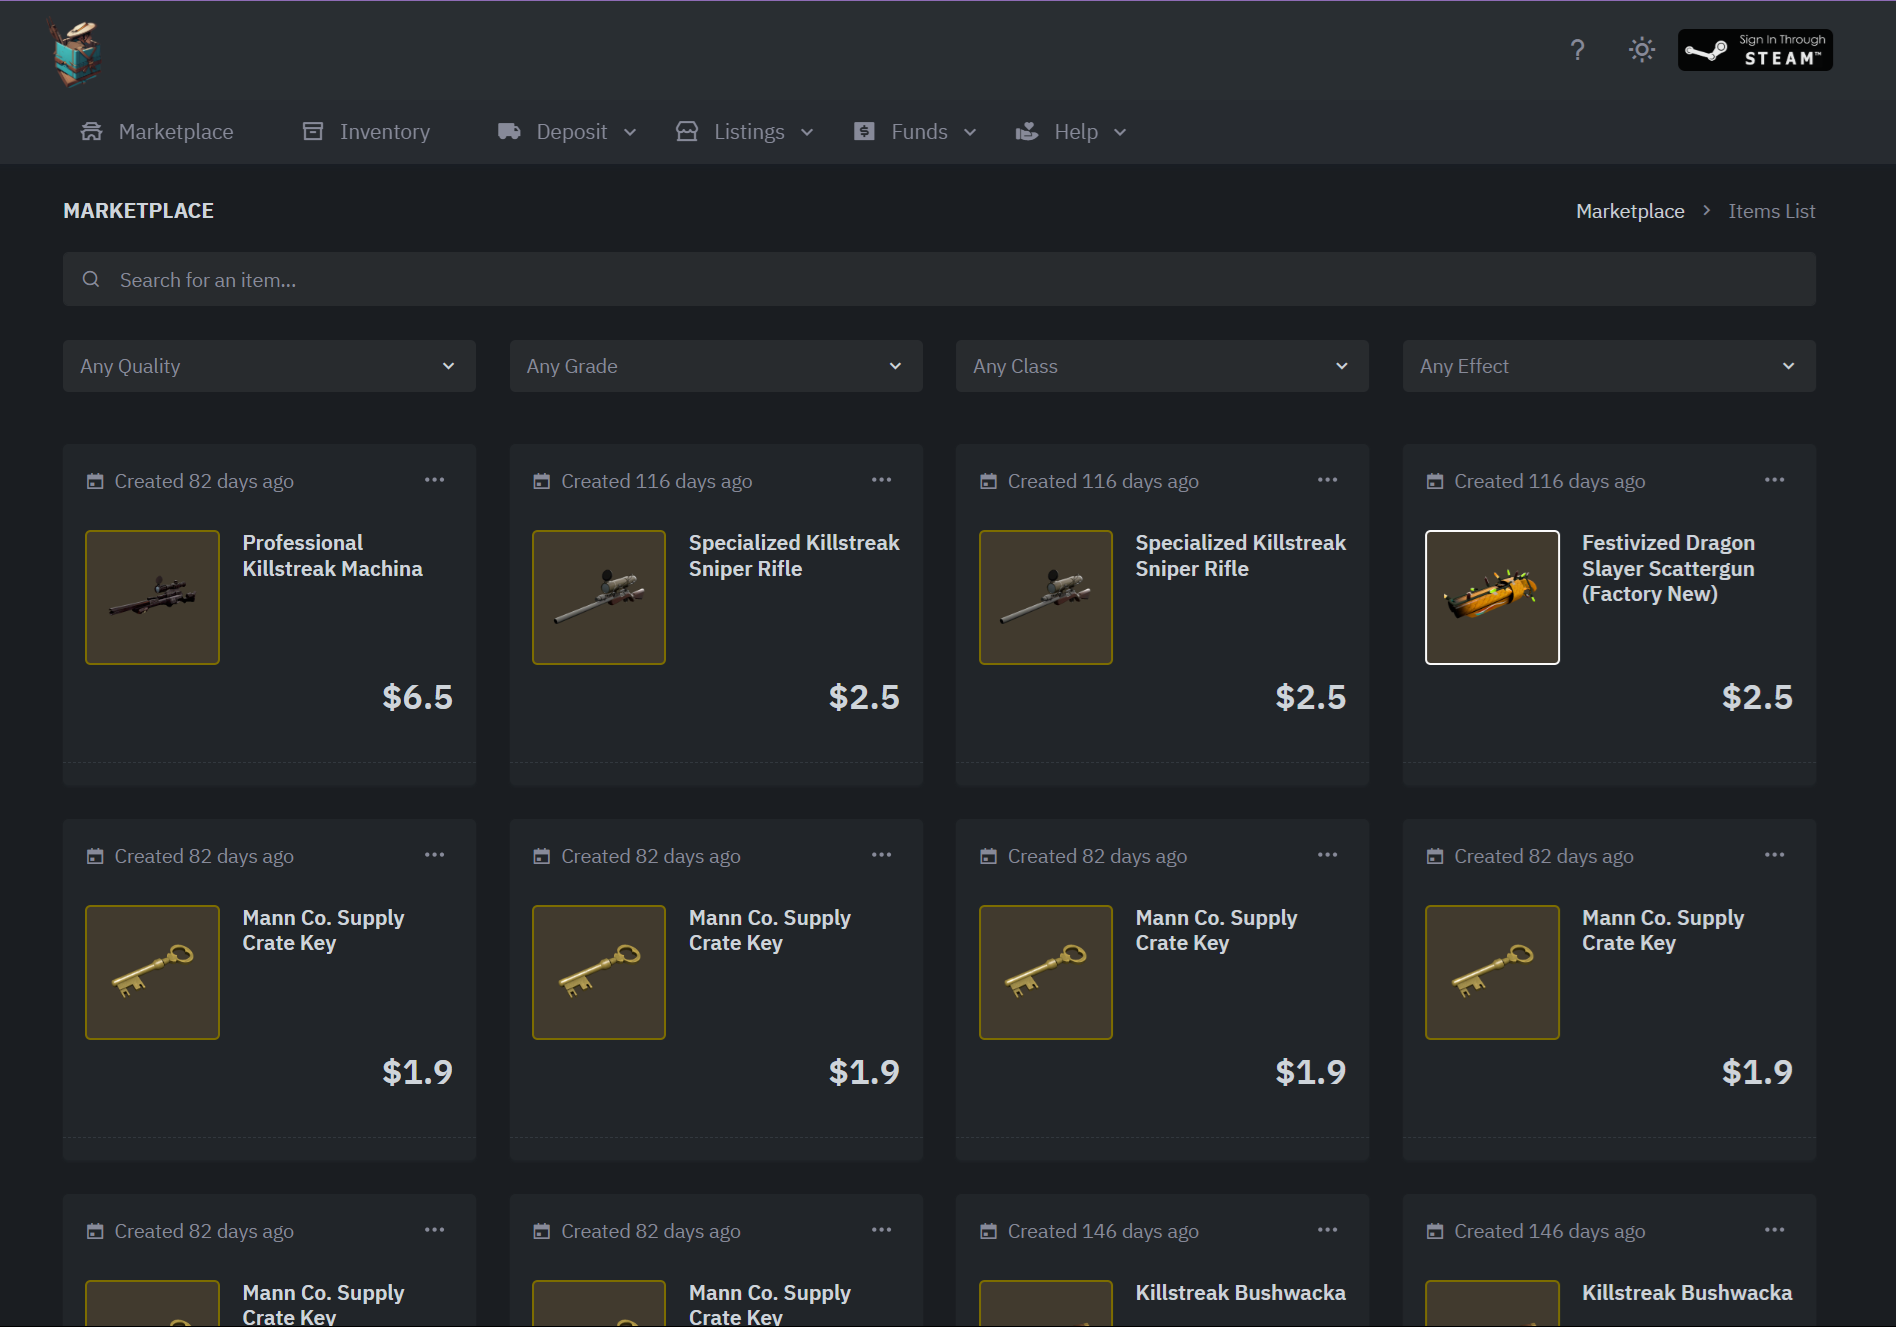 Sign In Through
STEAM™
Marketplace
Inventory
Deposit
Listings
Funds
Help
MARKETPLACE
Marketplace > Items List
Search for an item...
Any Quality
Any Grade
Any Class
Any Effect
Created 82 days ago
Professional
Killstreak Machina
$6.5
Created 116 days ago
Specialized Killstreak
Sniper Rifle
$2.5
Created 116 days ago
Specialized Killstreak
Sniper Rifle
$2.5
Created 116 days ago
Festivized Dragon
Slayer Scattergun
(Factory New)
$2.5
Created 82 days ago
Mann Co. Supply
Crate Key
$1.9
Created 82 days ago
Mann Co. Supply
Crate Key
$1.9
Created 82 days ago
Mann Co. Supply
Crate Key
$1.9
Created 82 days ago
Mann Co. Supply
Crate Key
$1.9
Created 82 days ago
Mann Co. Supply
Crate Key
Created 82 days ago
Mann Co. Supply
Crate Key
Created 146 days ago
Killstreak Bushwacka
Created 146 days ago
Killstreak Bushwacka